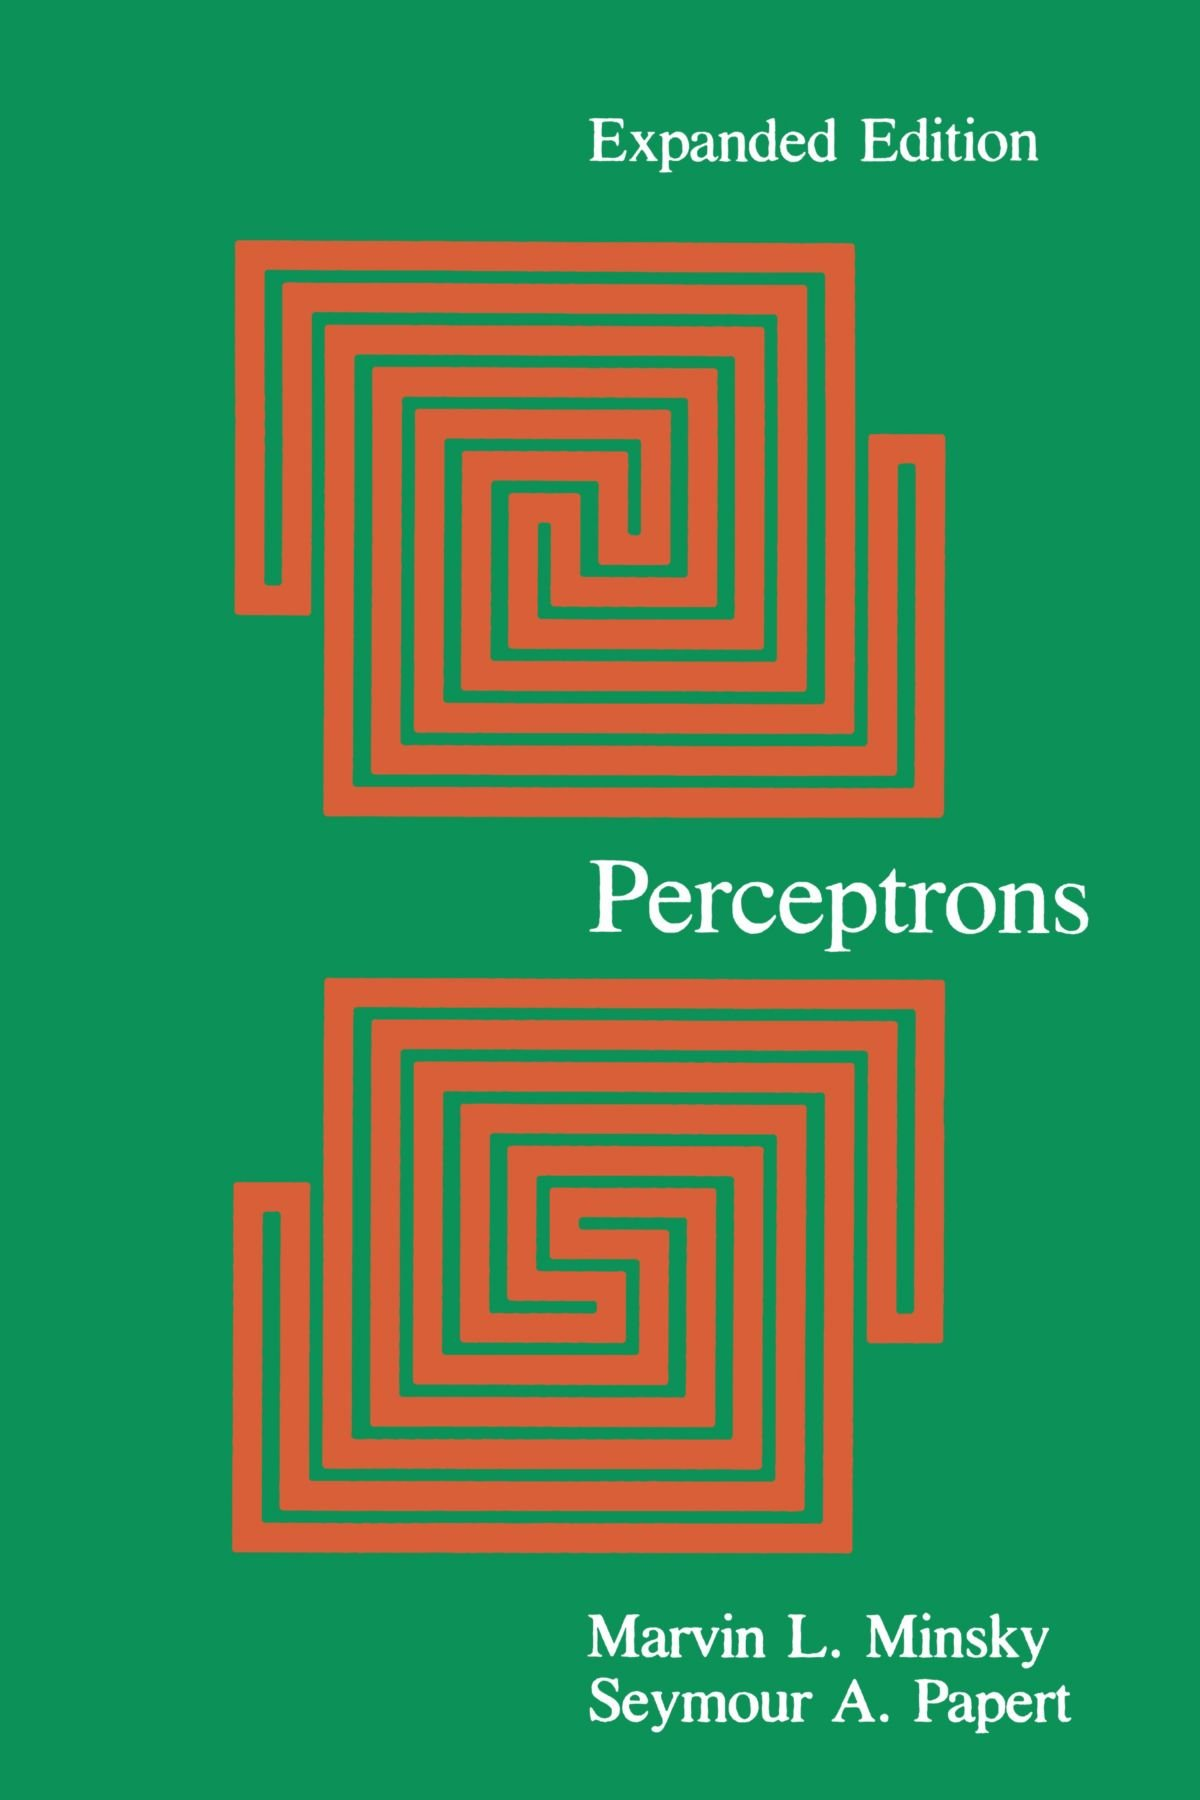 Expanded Edition
Perceptrons
Marvin L. Minsky
Seymour A. Papert